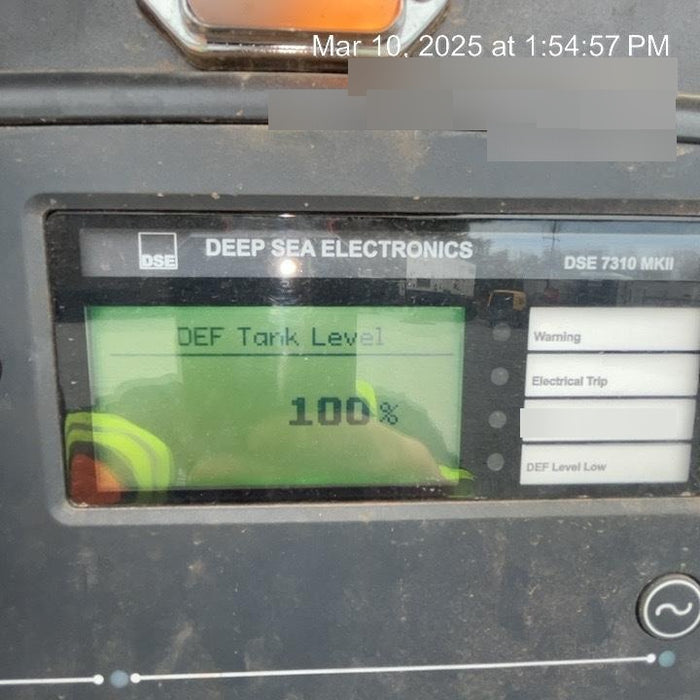 Mar 10, 2025 at 1:54:57 PM
DSE
DEEP SEA ELECTRONICS
DSE 7310 MKII
DEF Tank Level
100%
Warning
Electrical Trip
DEF Level Low